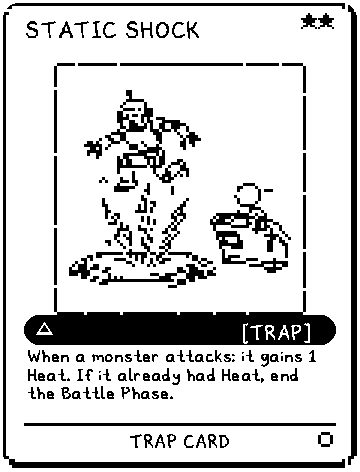 STATIC SHOCK
[TRAP]
When a monster attacks: it gains 1
Heat. If it already had Heat, end
the Battle Phase.
TRAP CARD